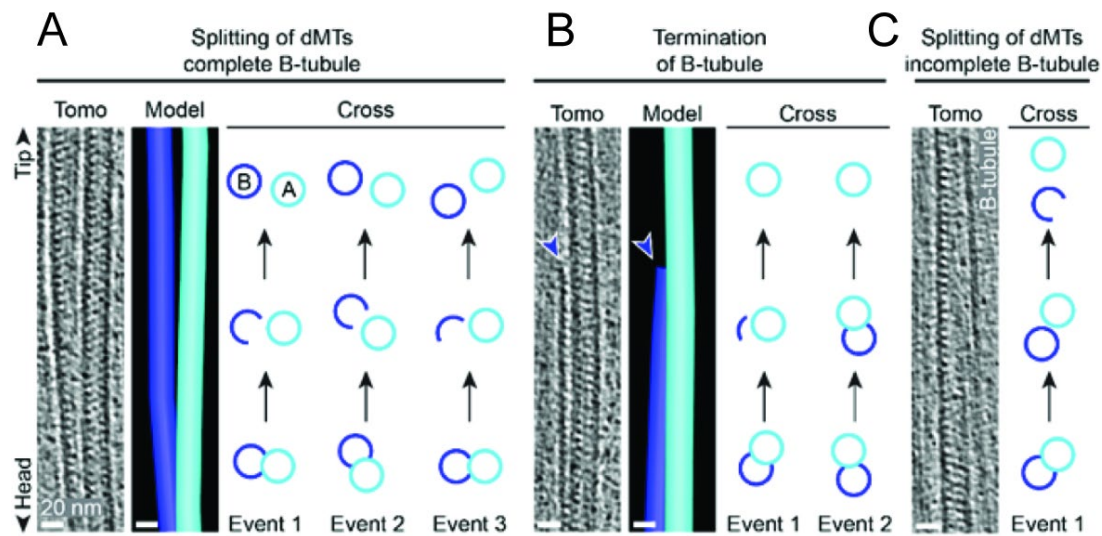 A
Splitting of dMTs
complete B-tubule
Tomo
Model
Cross
Tip
Head
20 nm
B
A
Event 1
Event 2
Event 3
B
Termination
of B-tubule
Tomo
Model
Cross
Event 1
Event 2
C
Splitting of dMTs
incomplete B-tubule
Tomo
Cross
B-tubule
Event 1